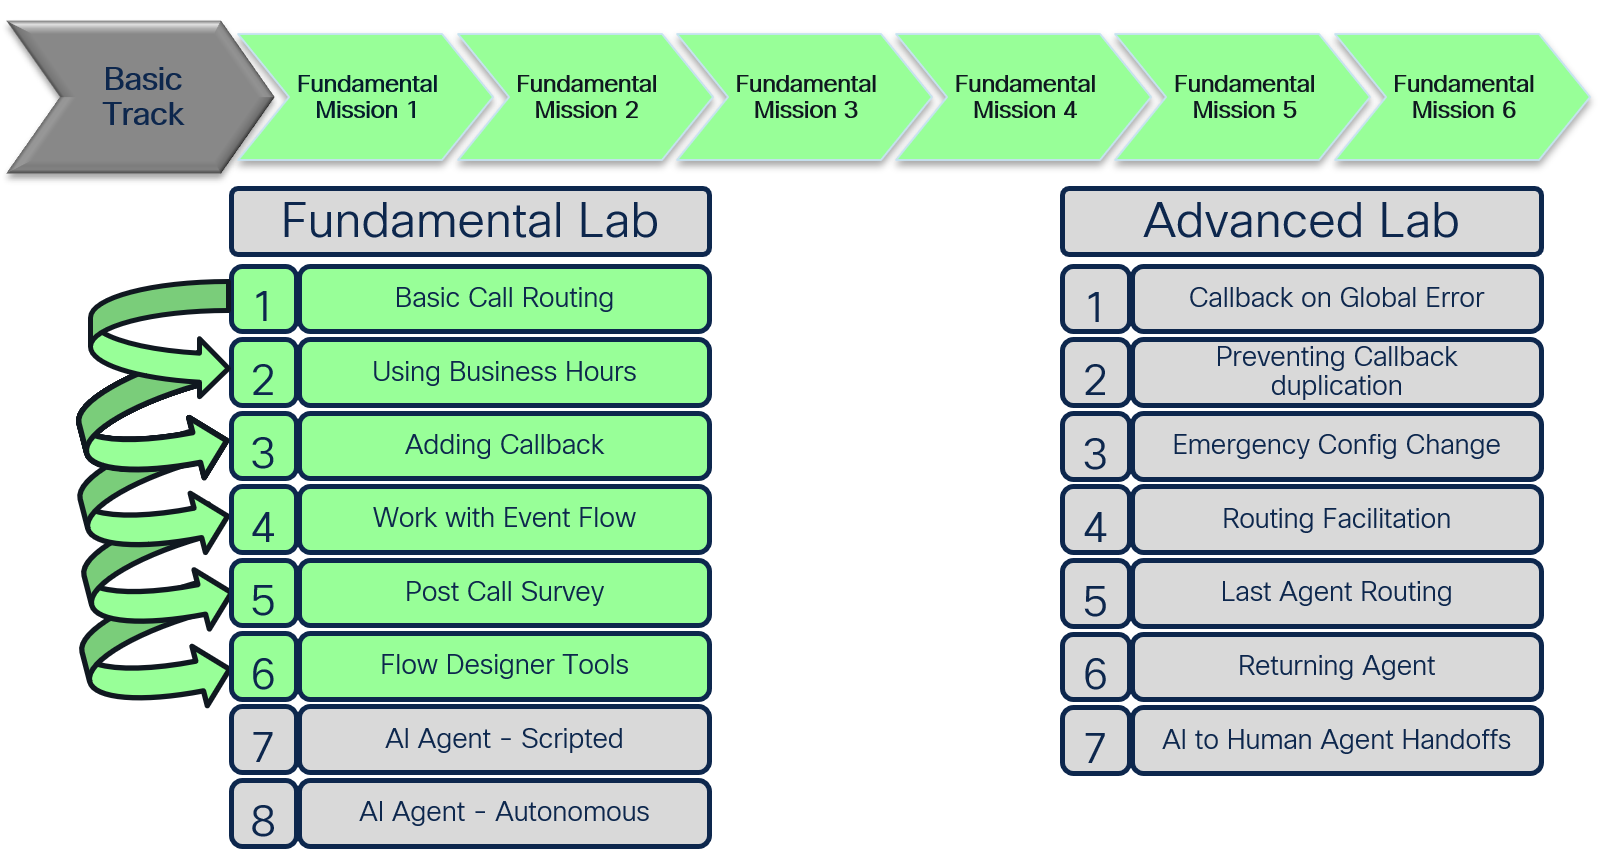 Basic
Track
Fundamental
Mission 1
Fundamental
Mission 2
Fundamental
Mission 3
Fundamental
Mission 4
Fundamental
Mission 5
Fundamental
Mission 6
Fundamental Lab
1 Basic Call Routing
2 Using Business Hours
3 Adding Callback
4 Work with Event Flow
5 Post Call Survey
6 Flow Designer Tools
7 AI Agent - Scripted
8 AI Agent - Autonomous
Advanced Lab
1 Callback on Global Error
2 Preventing Callback
duplication
3 Emergency Config Change
4 Routing Facilitation
5 Last Agent Routing
6 Returning Agent
7 AI to Human Agent Handoffs